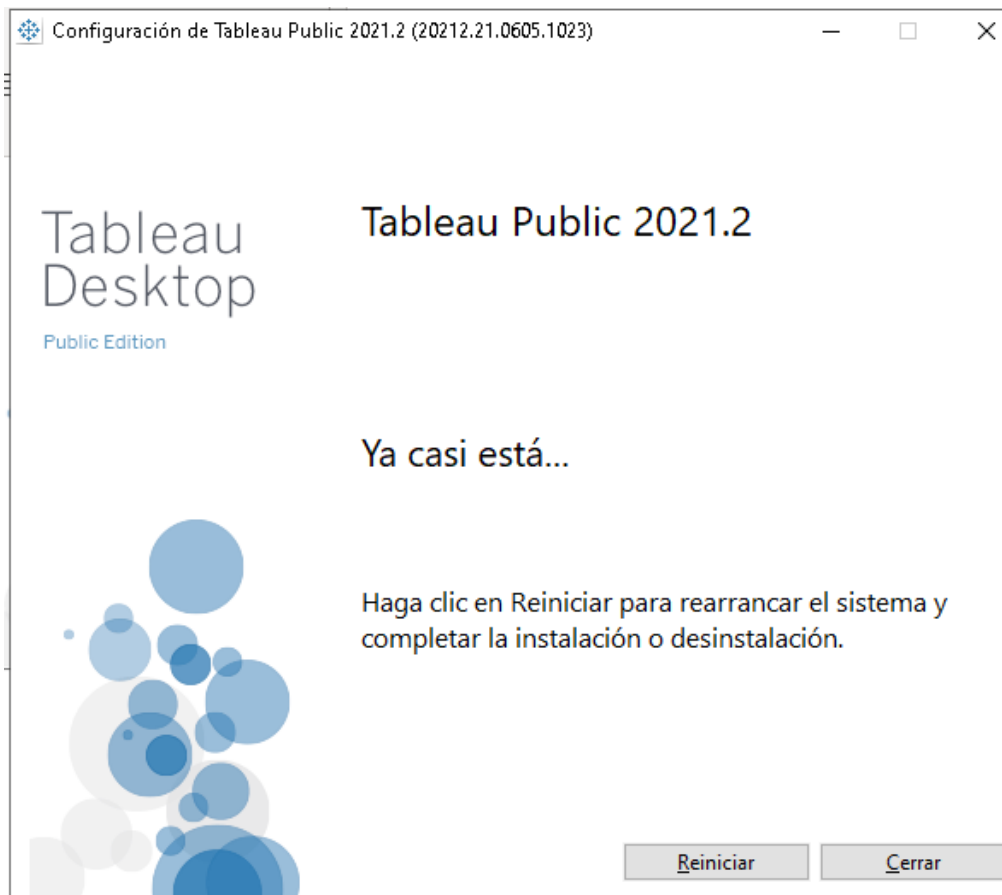 Configuración de Tableau Public 2021.2 (20212.21.0605.1023)
Tableau
Desktop
Public Edition
Tableau Public 2021.2
Ya casi está...
Haga clic en Reiniciar para rearrancar el sistema y
completar la instalación o desinstalación.
Reiniciar
Cerrar